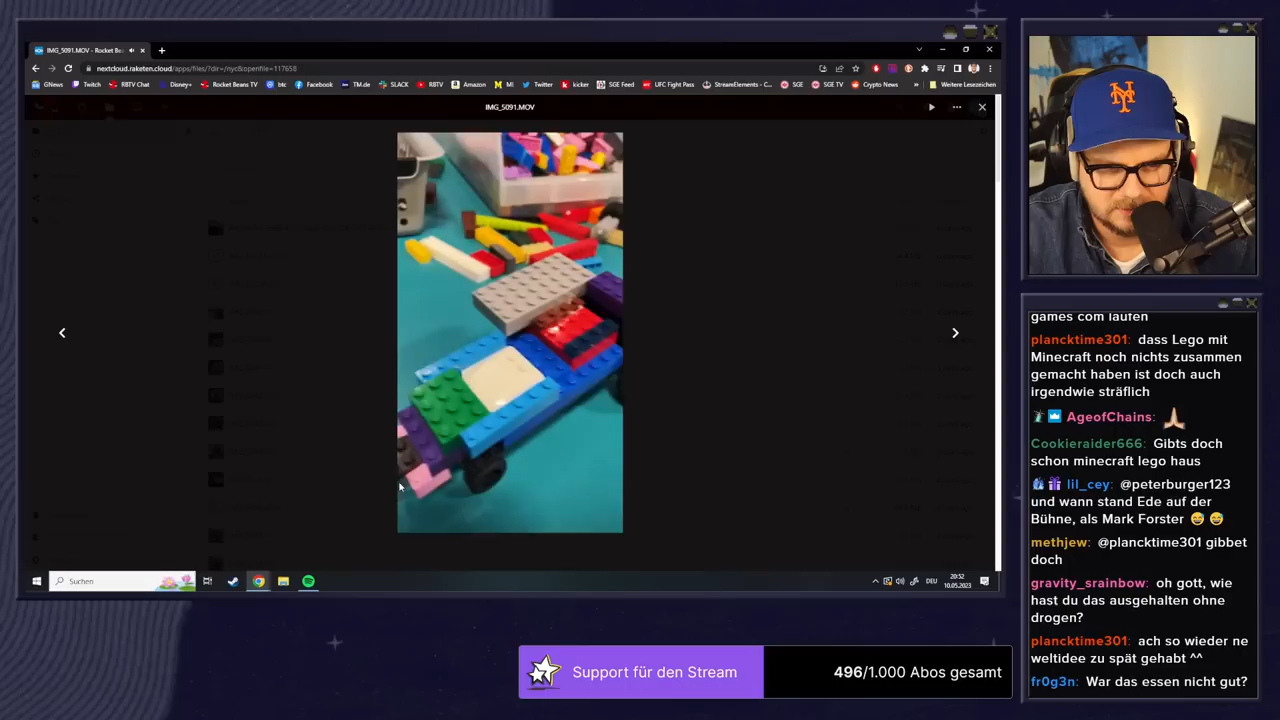 IMG_5091.MOV - Rocket Be
nextcloud.raketen.cloud/apps/files/?dir=/nyc&openfile=117658
GNews
Twitch
RBTV Chat
Disney+
Rocket Beans TV
btc
Facebook
TM.de
SLACK
RBTV
Amazon
MI
Twitter
kicker
SGE Feed
UFC Fight Pass
StreamElements - C...
SGE
SGE TV
Crypto News
Weitere Lesezeichen
IMG_5091.MOV
NY
games com laufen
plancktime301: dass Lego mit
Minecraft noch nichts zusammen
gemacht haben ist doch auch
irgendwie sträflich
AgeofChains:
Cookieraider666: Gibts doch
schon minecraft lego haus
lil_cey: @peterburger123
und wann stand Ede auf der
Bühne, als Mark Forster
methjew: @plancktime301 gibbet
doch
gravity_srainbow: oh gott, wie
hast du das ausgehalten ohne
drogen?
plancktime301: ach so wieder ne
weltidee zu spät gehabt ^^
fr0g3n: War das essen nicht gut?
Suchen
DEU
20:52
10.05.2023
Support für den Stream
496/1.000 Abos gesamt